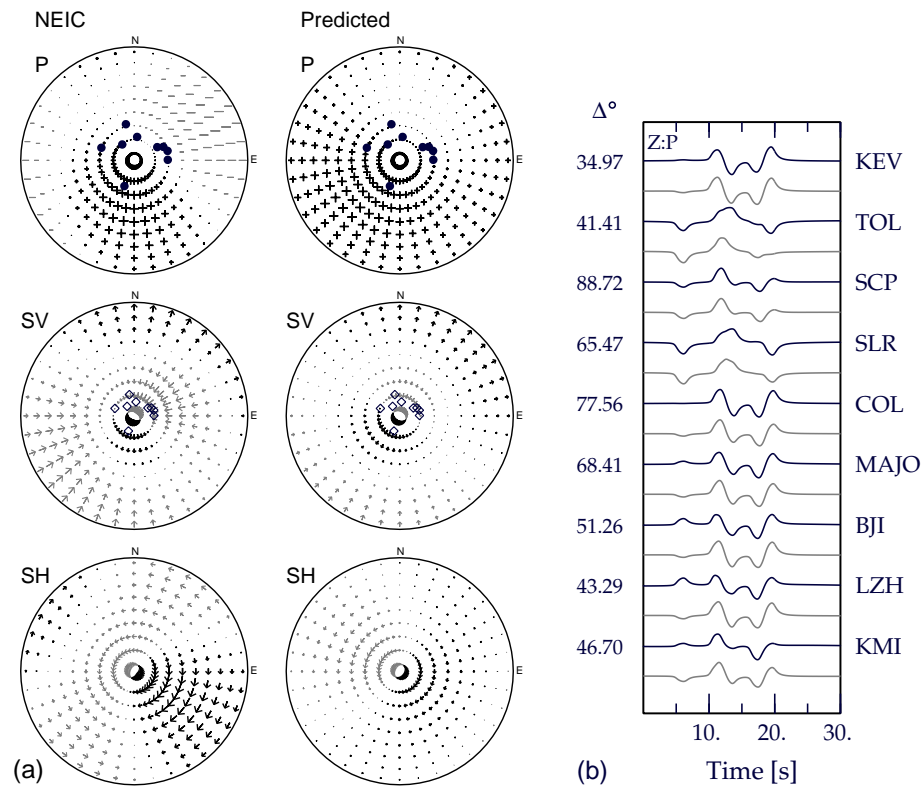 NEIC Predicted
P N E
P N E
SV N E
SV N E
SH N E
SH N E
(a)
Δ°
Z:P
34.97 KEV
41.41 TOL
88.72 SCP
65.47 SLR
77.56 COL
68.41 MAJO
51.26 BJI
43.29 LZH
46.70 KMI
10. 20. 30.
(b) Time [s]